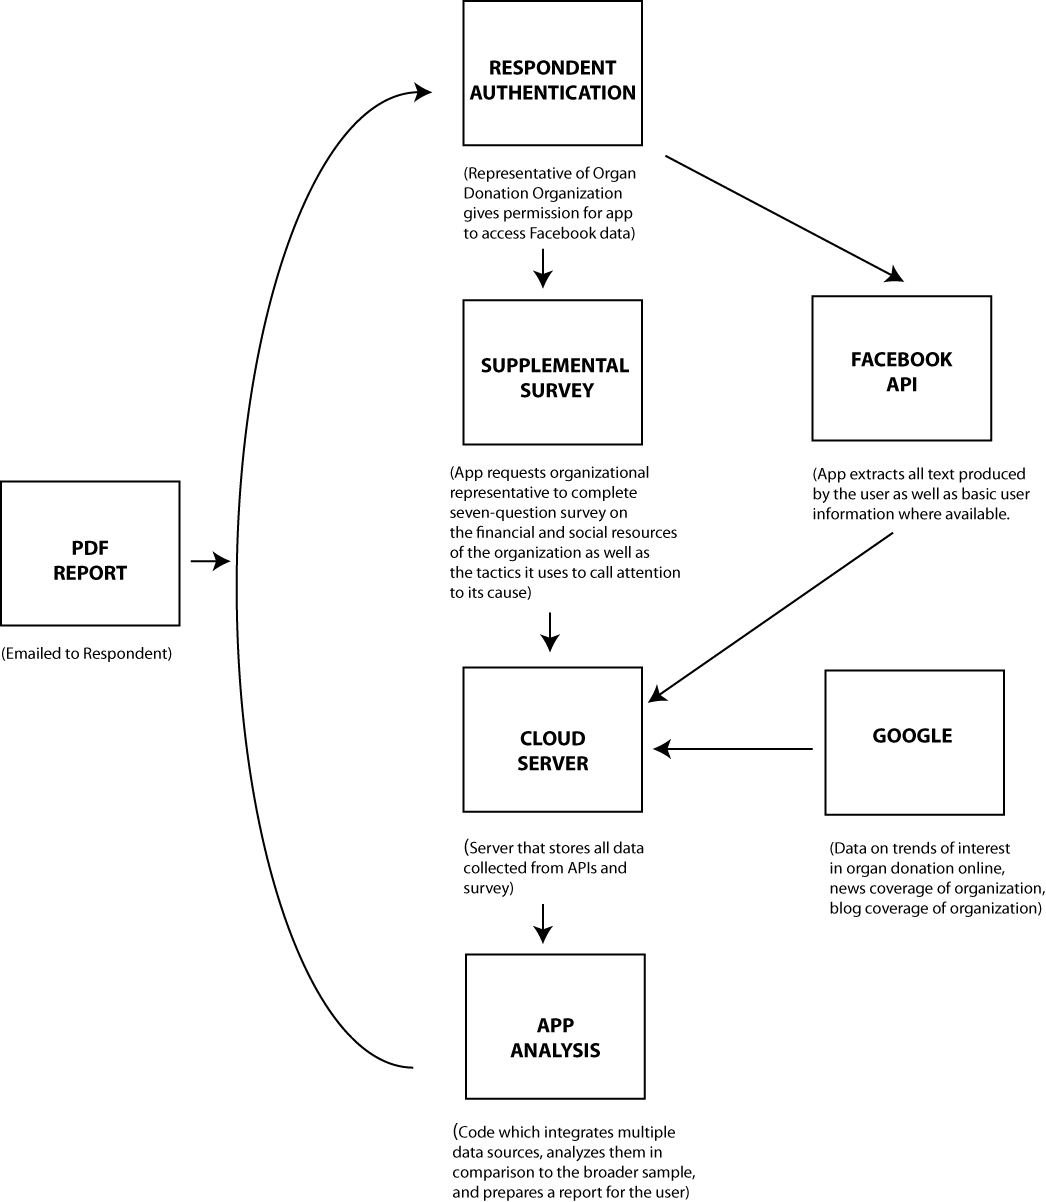 RESPONDENT
AUTHENTICATION
(Representative of Organ
Donation Organization
gives permission for app
to access Facebook data)
SUPPLEMENTAL
SURVEY
(App requests organizational
representative to complete
seven-question survey on
the financial and social resources
of the organization as well as
the tactics it uses to call attention
to its cause)
FACEBOOK
API
(App extracts all text produced
by the user as well as basic user
information where available.
PDF
REPORT
(Emailed to Respondent)
CLOUD
SERVER
(Server that stores all data
collected from APIs and
survey)
GOOGLE
(Data on trends of interest
in organ donation online,
news coverage of organization,
blog coverage of organization)
APP
ANALYSIS
(Code which integrates multiple
data sources, analyzes them in
comparison to the broader sample,
and prepares a report for the user)